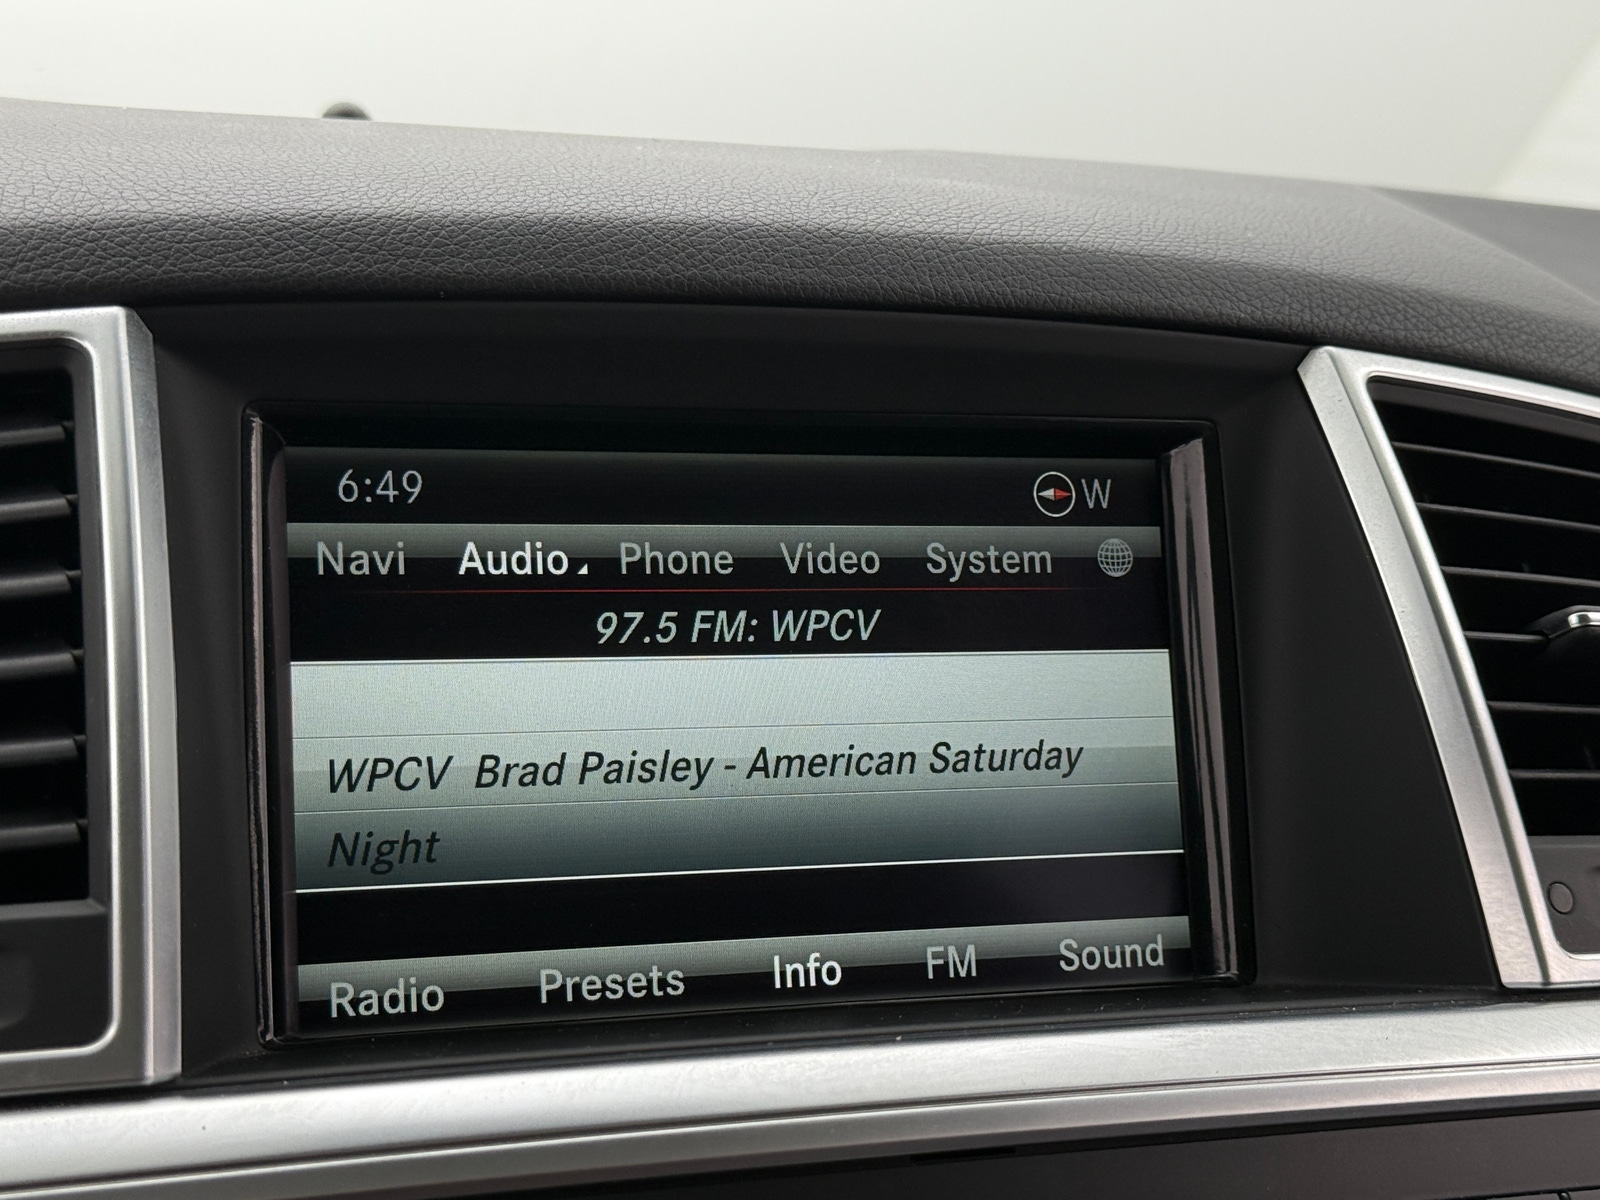 6:49 W
Navi Audio Phone Video System
97.5 FM: WPCV
WPCV Brad Paisley - American Saturday
Night
Radio Presets Info FM Sound